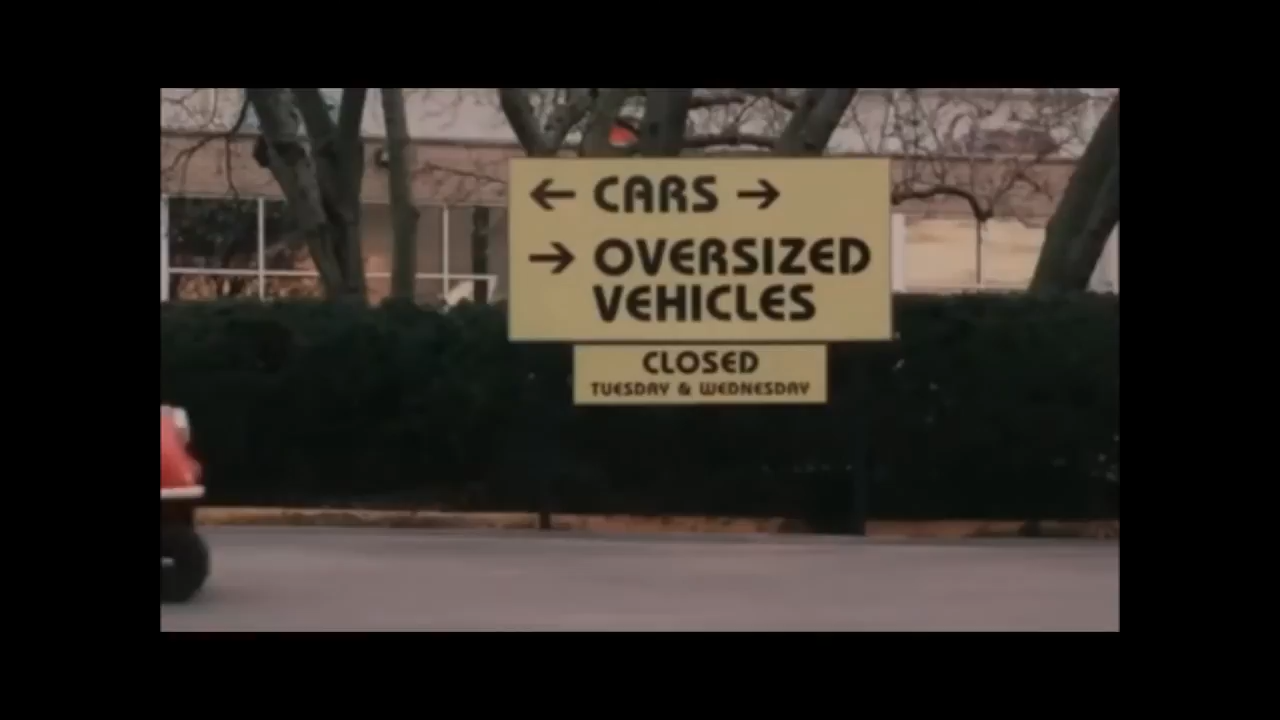 ← CARS →
→ OVERSIZED
VEHICLES
CLOSED
TUESDAY & WEDNESDAY